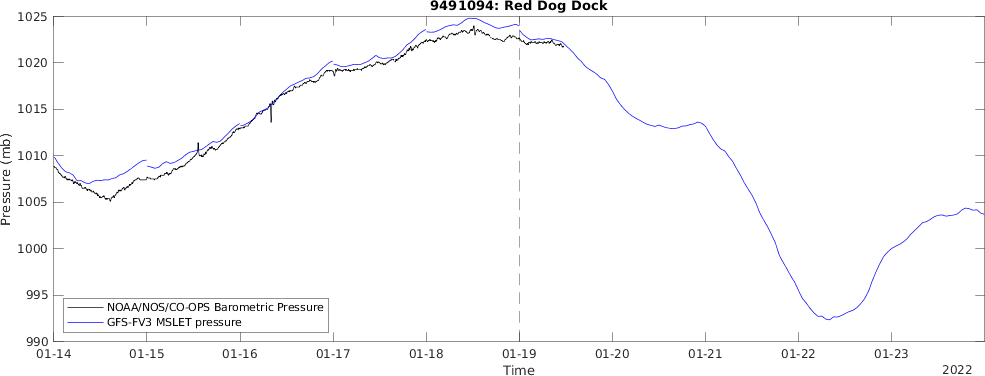 9491094: Red Dog Dock
1025
1020
1015
1010
1005
1000
995
990
Pressure (mb)
NOAA/NOS/CO-OPS Barometric Pressure
GFS-FV3 MSLET pressure
01-14 01-15 01-16 01-17 01-18 01-19 01-20 01-21 01-22 01-23
Time
2022